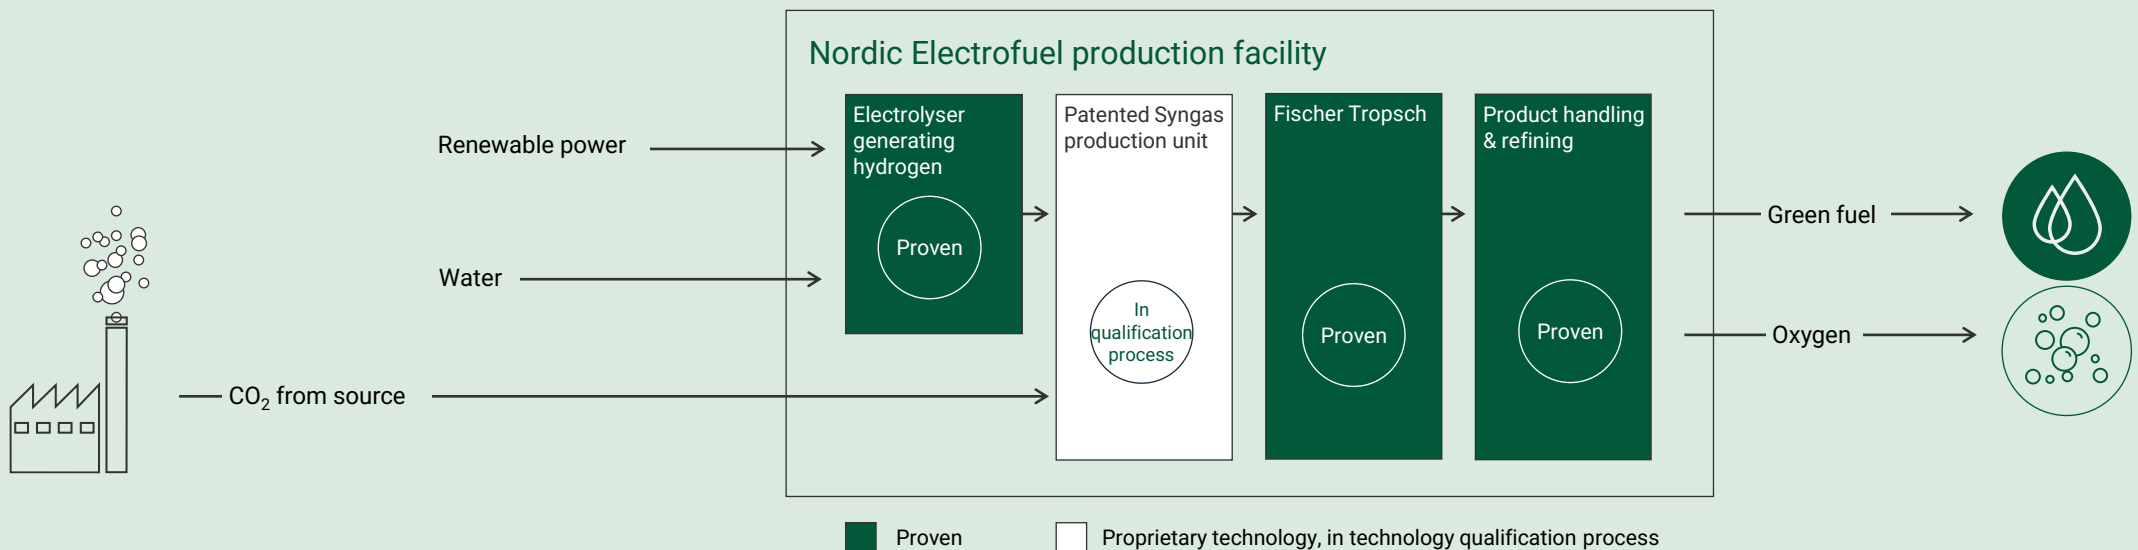 Nordic Electrofuel production facility
Renewable power
Water
CO₂ from source
Electrolyser
generating
hydrogen
Proven
Patented Syngas
production unit
In
qualification
process
Fischer Tropsch
Proven
Product handling
& refining
Proven
Green fuel
Oxygen
Proven
Proprietary technology, in technology qualification process